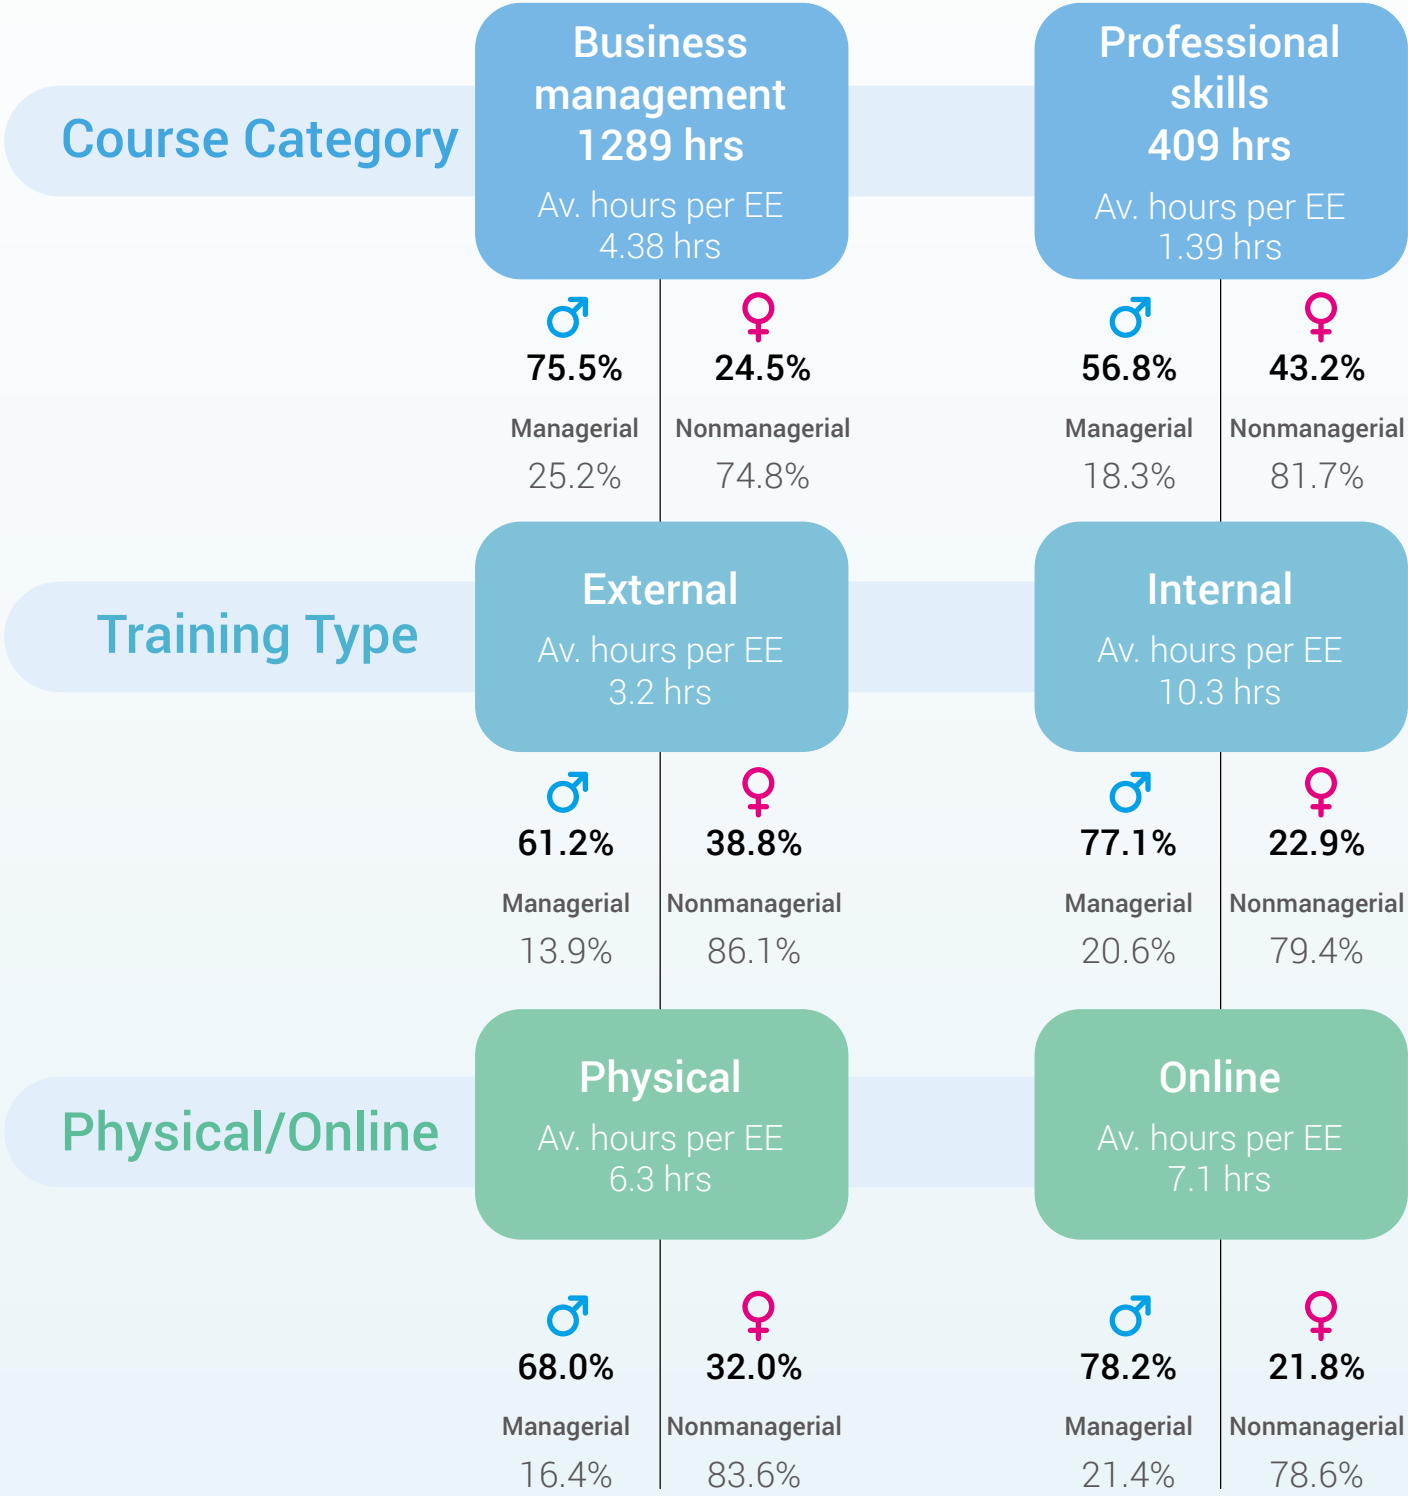 Course Category
Business
management
1289 hrs
Av. hours per EE
4.38 hrs
Professional
skills
409 hrs
Av. hours per EE
1.39 hrs
75.5%
24.5%
56.8%
43.2%
Managerial
Nonmanagerial
Managerial
Nonmanagerial
25.2%
74.8%
18.3%
81.7%
Training Type
External
Av. hours per EE
3.2 hrs
Internal
Av. hours per EE
10.3 hrs
61.2%
38.8%
77.1%
22.9%
Managerial
Nonmanagerial
Managerial
Nonmanagerial
13.9%
86.1%
20.6%
79.4%
Physical/Online
Physical
Av. hours per EE
6.3 hrs
Online
Av. hours per EE
7.1 hrs
68.0%
32.0%
78.2%
21.8%
Managerial
Nonmanagerial
Managerial
Nonmanagerial
16.4%
83.6%
21.4%
78.6%